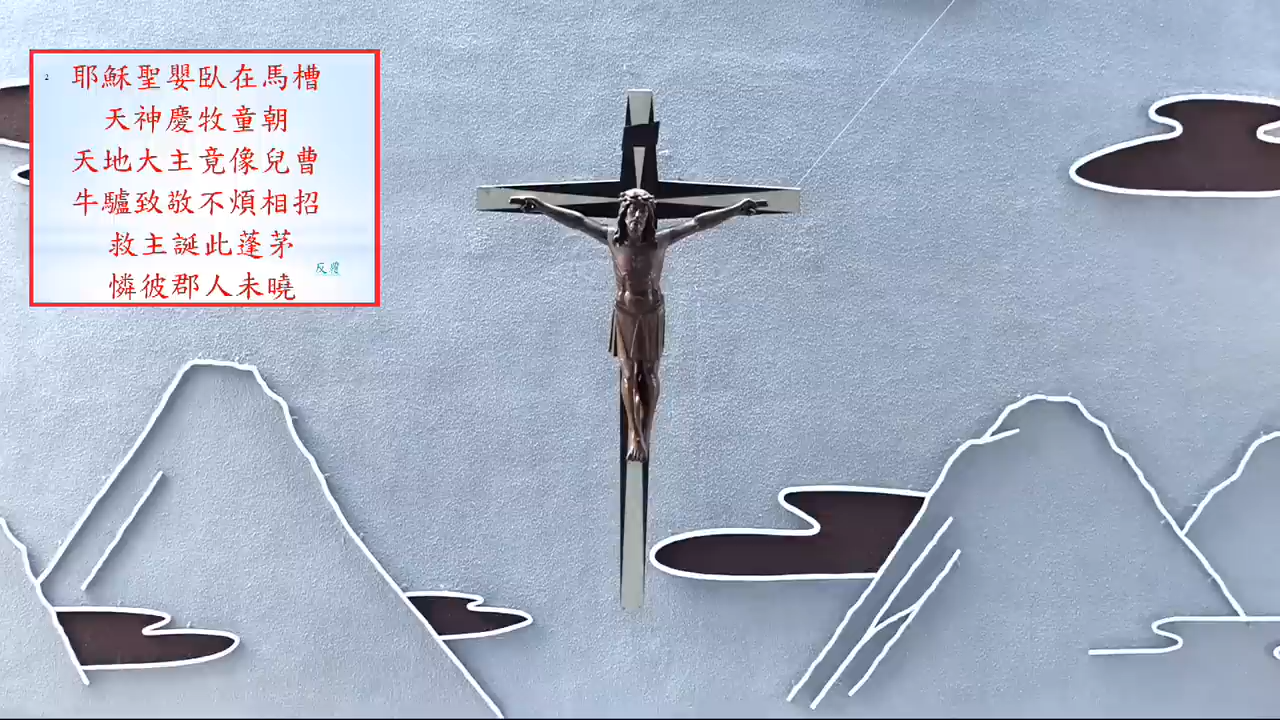 2 耶穌聖嬰臥在馬槽
天神慶牧童朝
天地大主竟像兒曹
牛驢致敬不煩相招
救主誕此蓬茅
憐彼郡人未曉
反覆